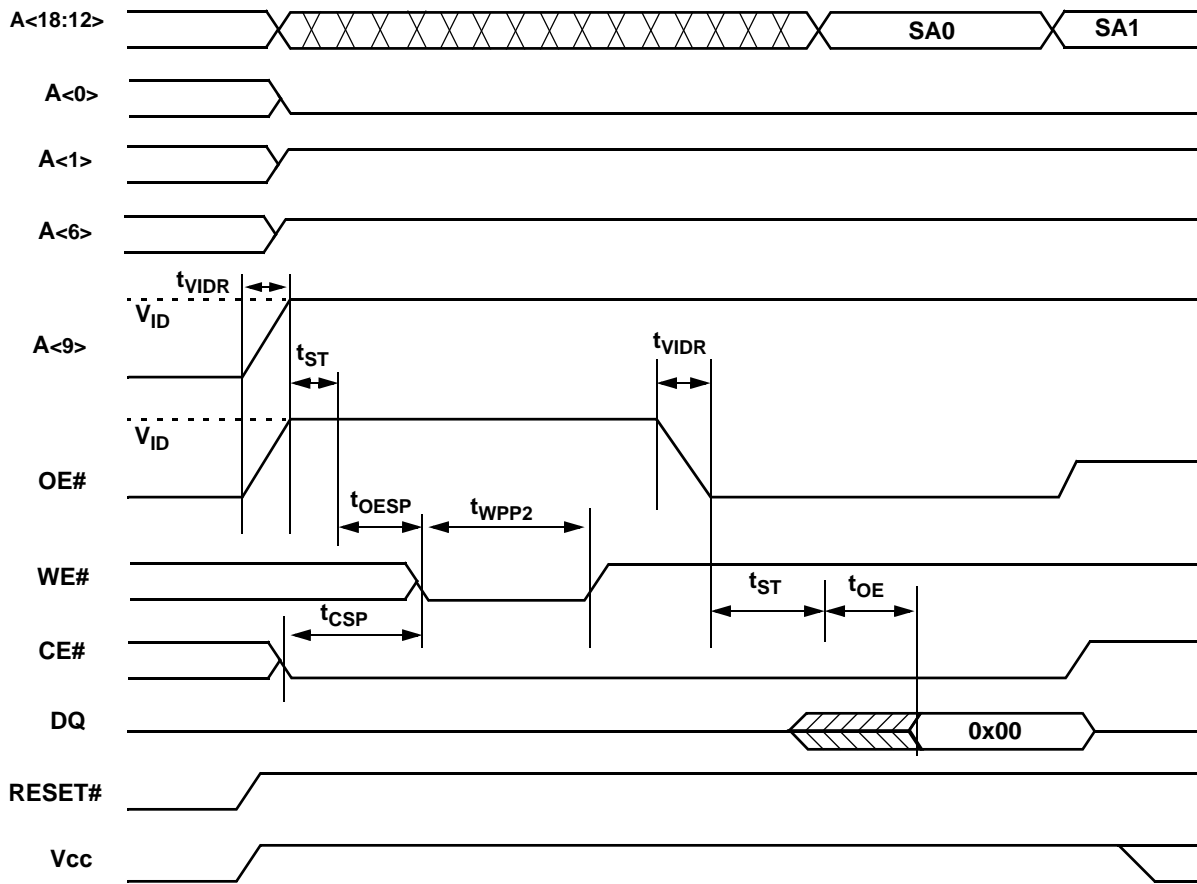 A<18:12>
SA0
SA1
A<0>
A<1>
A<6>
tVIDR
VID
A<9>
tST
tVIDR
VID
OE#
tOESP
tWPP2
WE#
tST
tOE
tCSP
CE#
DQ
0x00
RESET#
Vcc